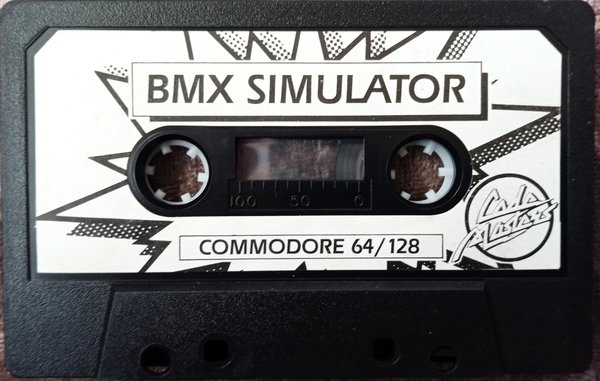 BMX SIMULATOR
100 50 0
COMMODORE 64/128
Code
Masters